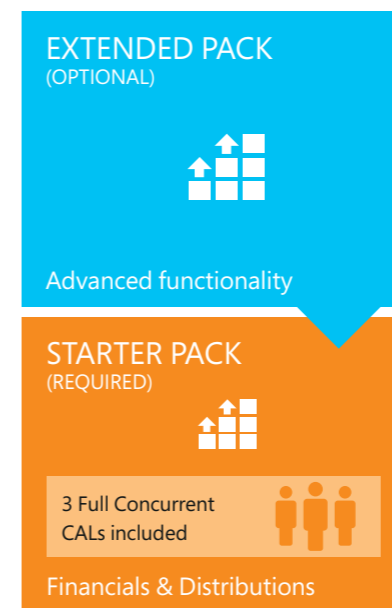 EXTENDED PACK
(OPTIONAL)
Advanced functionality
STARTER PACK
(REQUIRED)
3 Full Concurrent
CALs included
Financials & Distributions